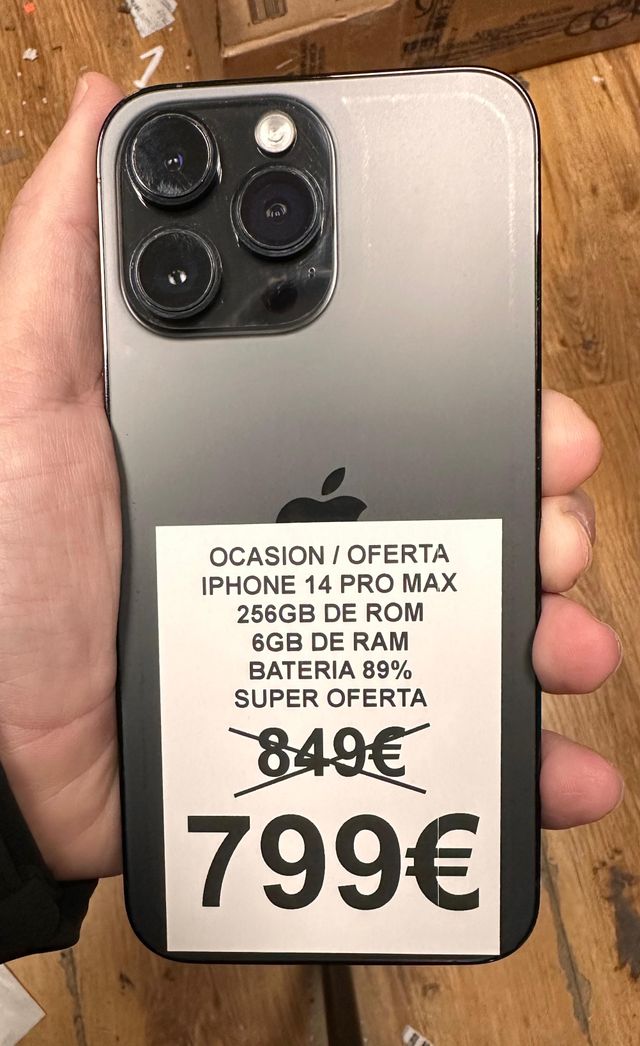 OCASION / OFERTA
IPHONE 14 PRO MAX
256GB DE ROM
6GB DE RAM
BATERIA 89%
SUPER OFERTA
849€
799€